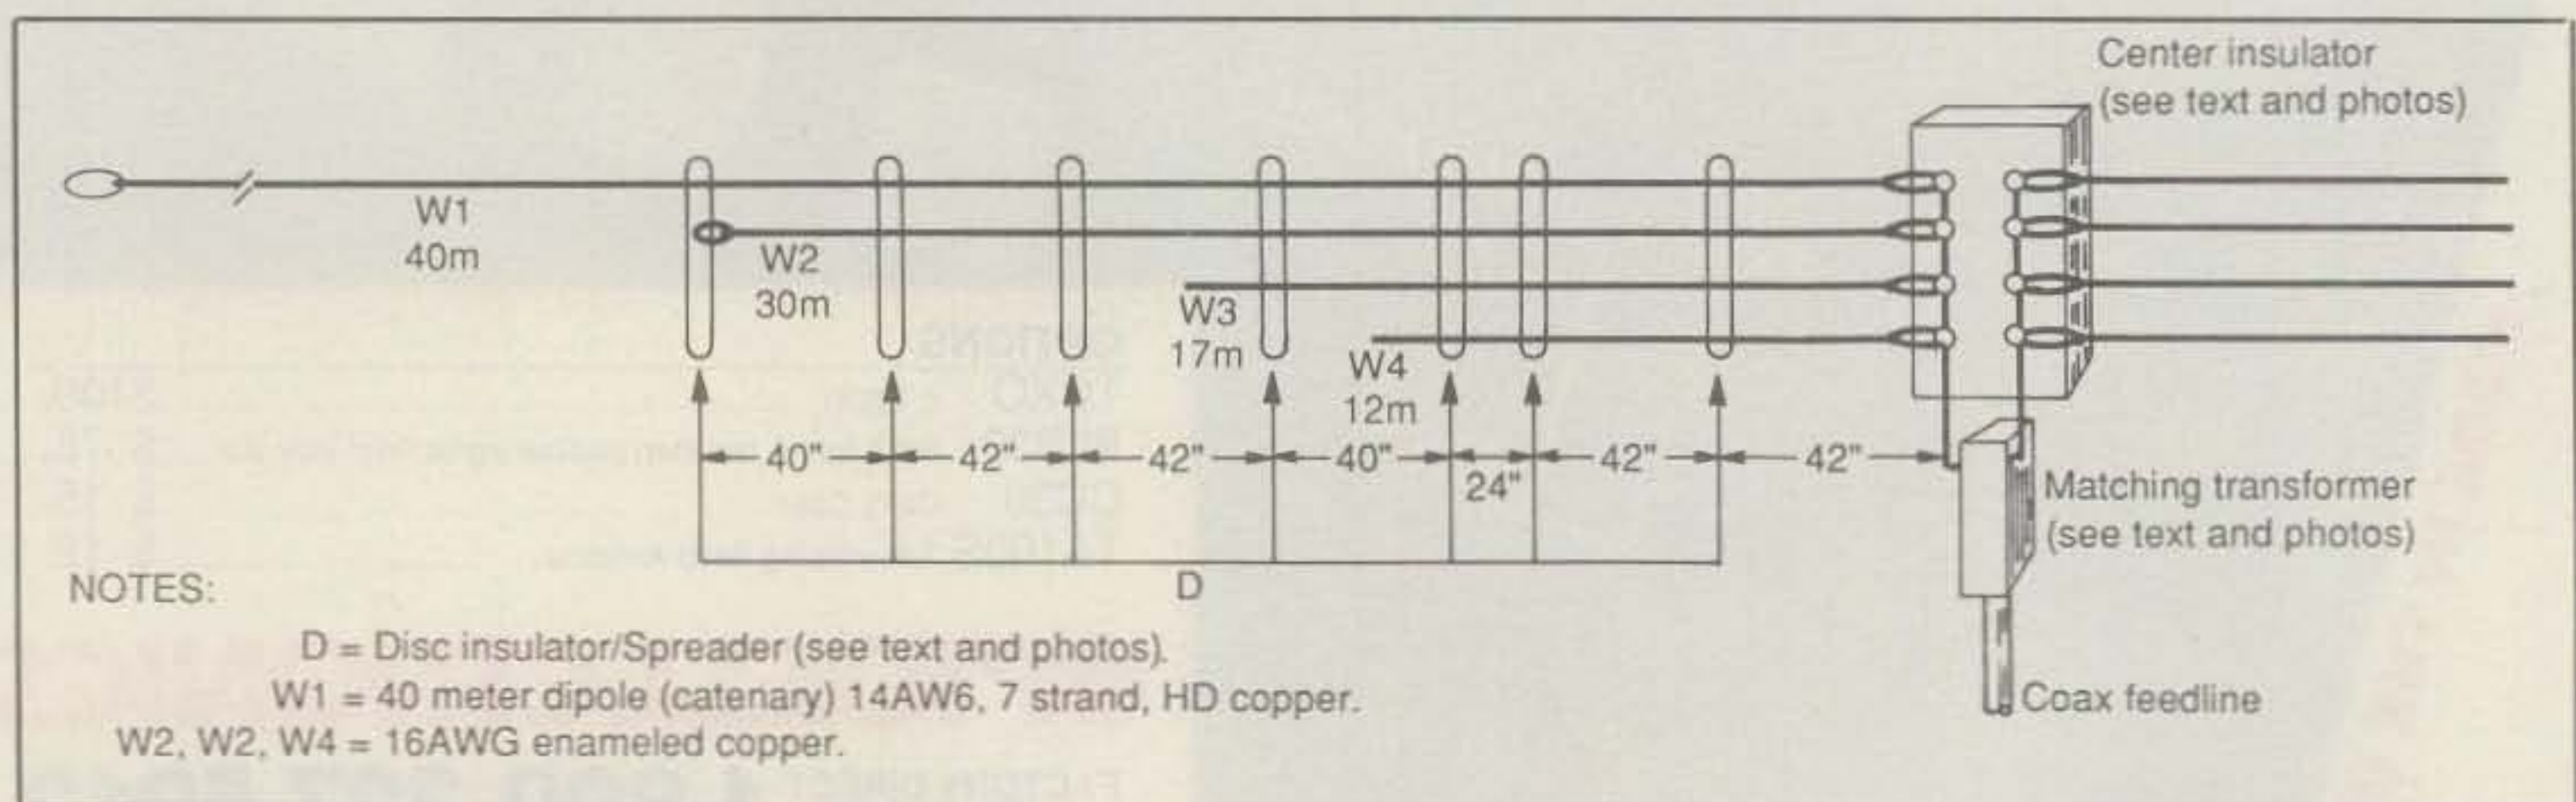 Center insulator
(see text and photos)
W1
40m
W2
30m
W3
17m
W4
12m
40" 42" 42" 40" 24" 42" 42"
Matching transformer
(see text and photos)
D
NOTES:
D = Disc insulator/Spreader (see text and photos).
W1 = 40 meter dipole (catenary) 14AW6, 7 strand, HD copper.
Coax feedline
W2, W2, W4 = 16AWG enameled copper.